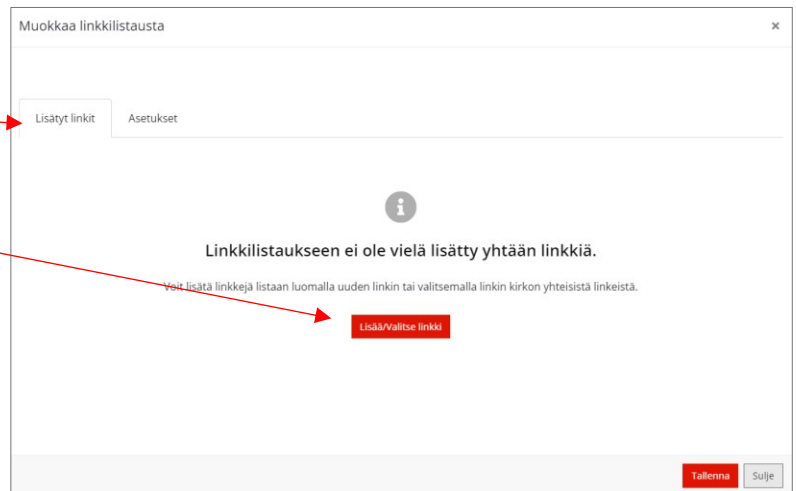 Muokkaa linkkilistausta ×
Lisätyt linkit Asetukset
Linkkilistaukseen ei ole vielä lisätty yhtään linkkiä.
Voit lisätä linkkejä listaan luomalla uuden linkin tai valitsemalla linkin kirkon yhteisistä linkeistä.
Lisää/Valitse linkki
Tallenna Sulje